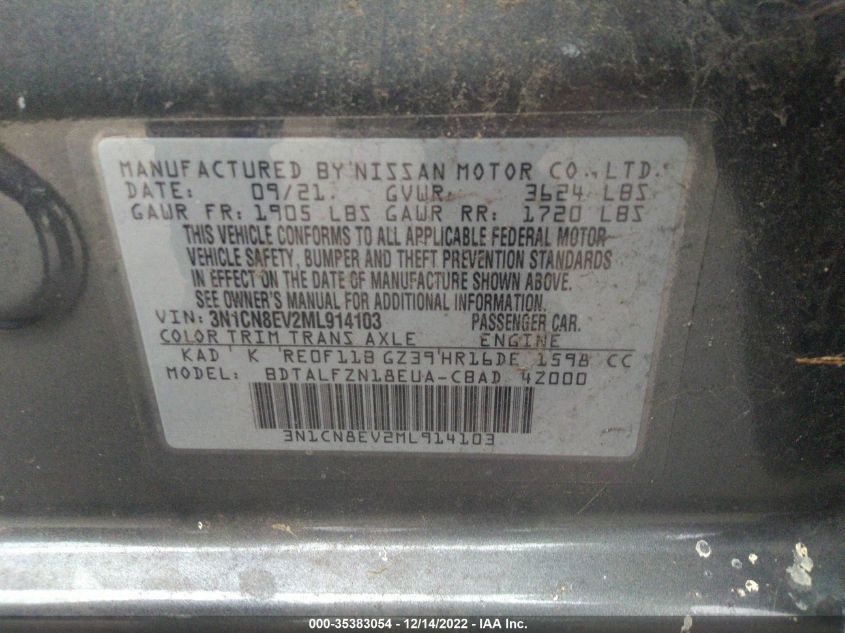 MANUFACTURED BY NISSAN MOTOR CO., LTD.
DATE: 09/21. GVWR: 3624 LBS
GAWR FR: 1905 LBS GAWR RR: 1720 LBS
THIS VEHICLE CONFORMS TO ALL APPLICABLE FEDERAL MOTOR
VEHICLE SAFETY, BUMPER AND THEFT PREVENTION STANDARDS
IN EFFECT ON THE DATE OF MANUFACTURE SHOWN ABOVE.
SEE OWNER'S MANUAL FOR ADDITIONAL INFORMATION.
VIN: 3N1CN8EV2ML914103 PASSENGER CAR.
COLOR TRIM TRANS AXLE ENGINE
KAD K RE0F11B GZ39 HR16DE 1598 CC
MODEL: BDTALFZN18EUA-CBAD 4Z000
3N1CN8EV2ML914103
000-35383054 - 12/14/2022 - IAA Inc.